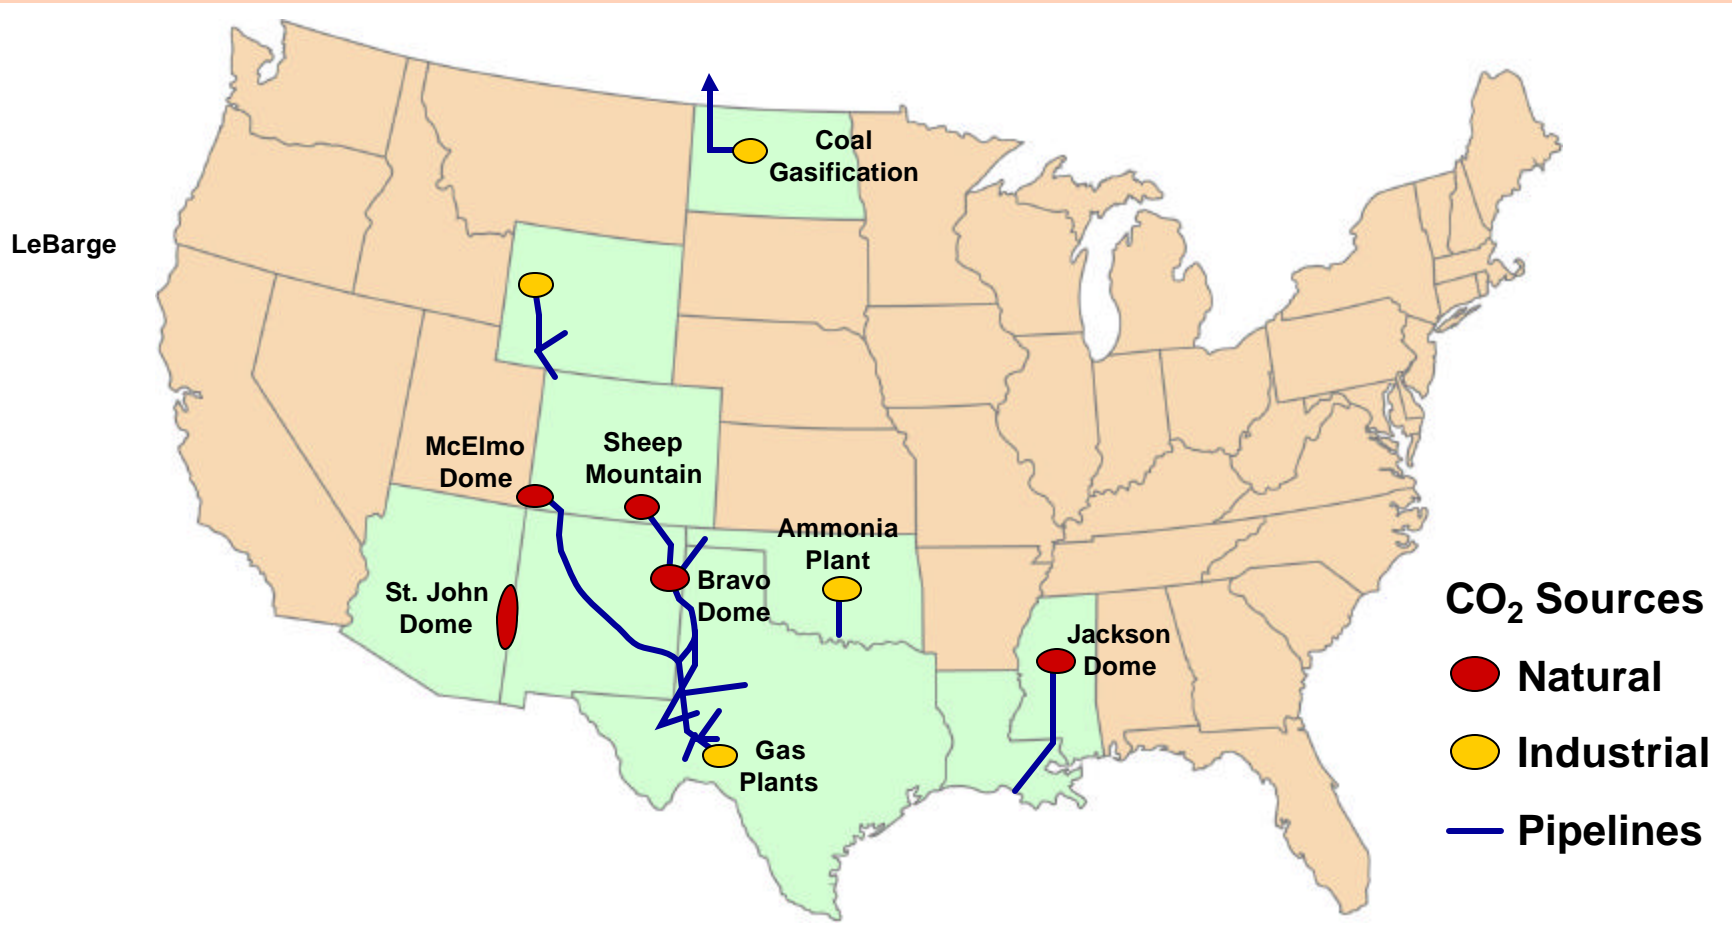 Coal
Gasification
LeBarge
McElmo
Dome
Sheep
Mountain
Ammonia
Plant
St. John
Dome
Bravo
Dome
Jackson
Dome
Gas
Plants
CO2 Sources
Natural
Industrial
Pipelines